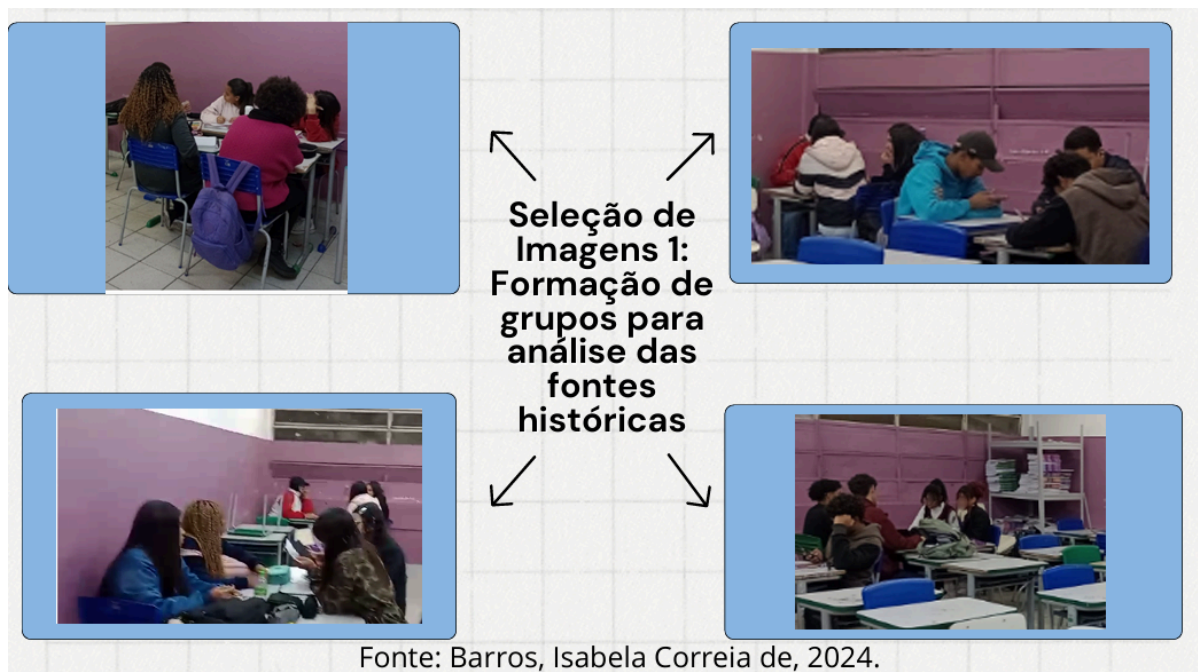 Seleção de
Imagens 1:
Formação de
grupos para
análise das
fontes
históricas
Fonte: Barros, Isabela Correia de, 2024.